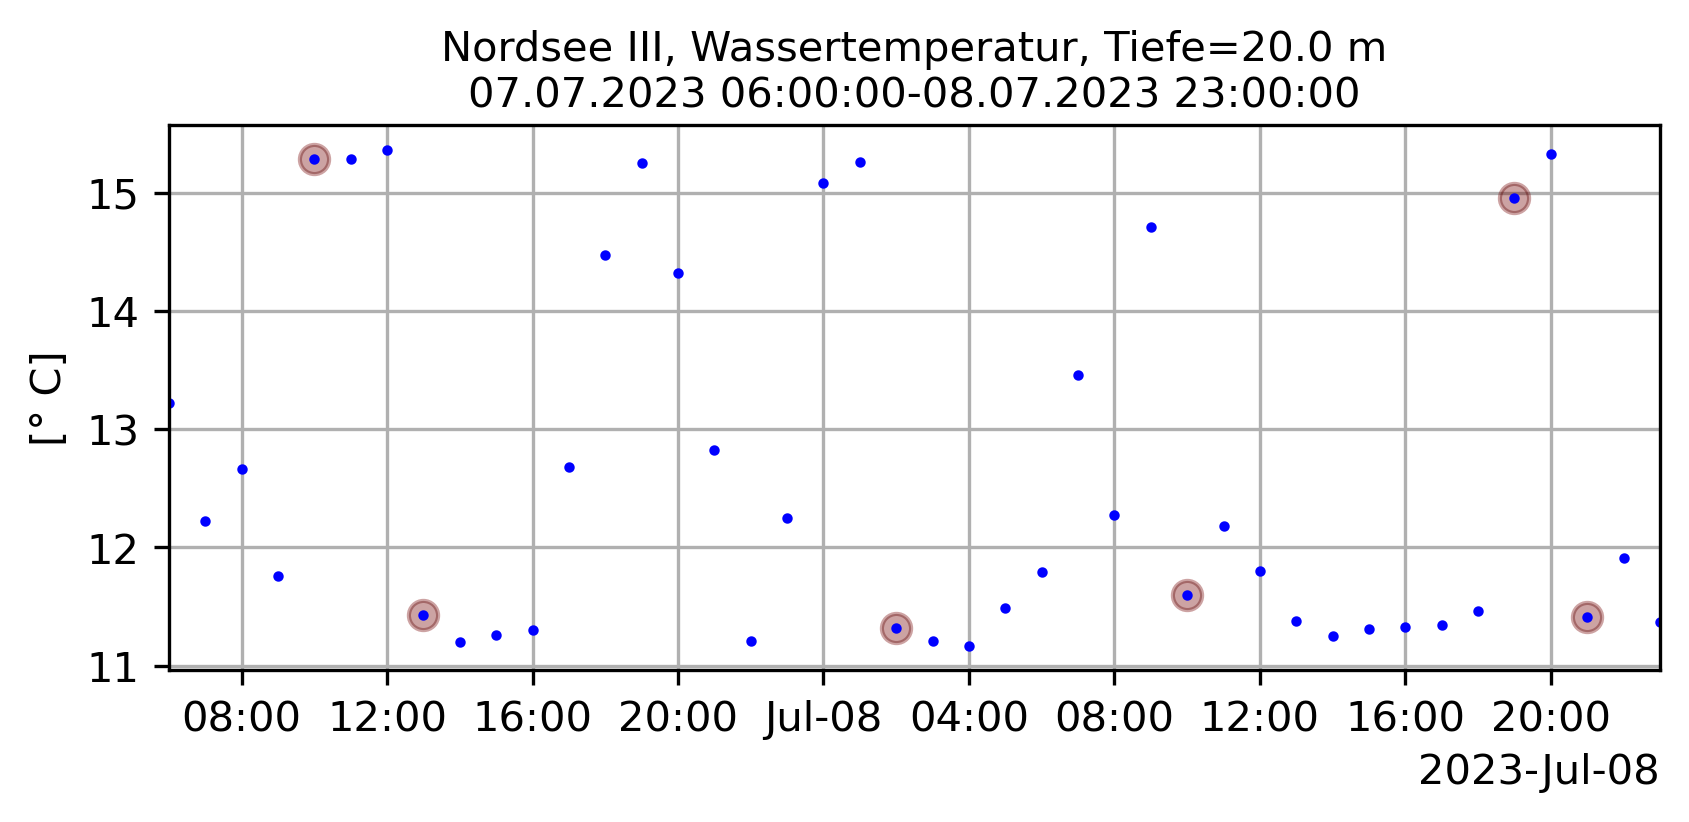 Nordsee III, Wassertemperatur, Tiefe=20.0 m
07.07.2023 06:00:00-08.07.2023 23:00:00
[° C]
15
14
13
12
11
08:00 12:00 16:00 20:00 Jul-08 04:00 08:00 12:00 16:00 20:00
2023-Jul-08